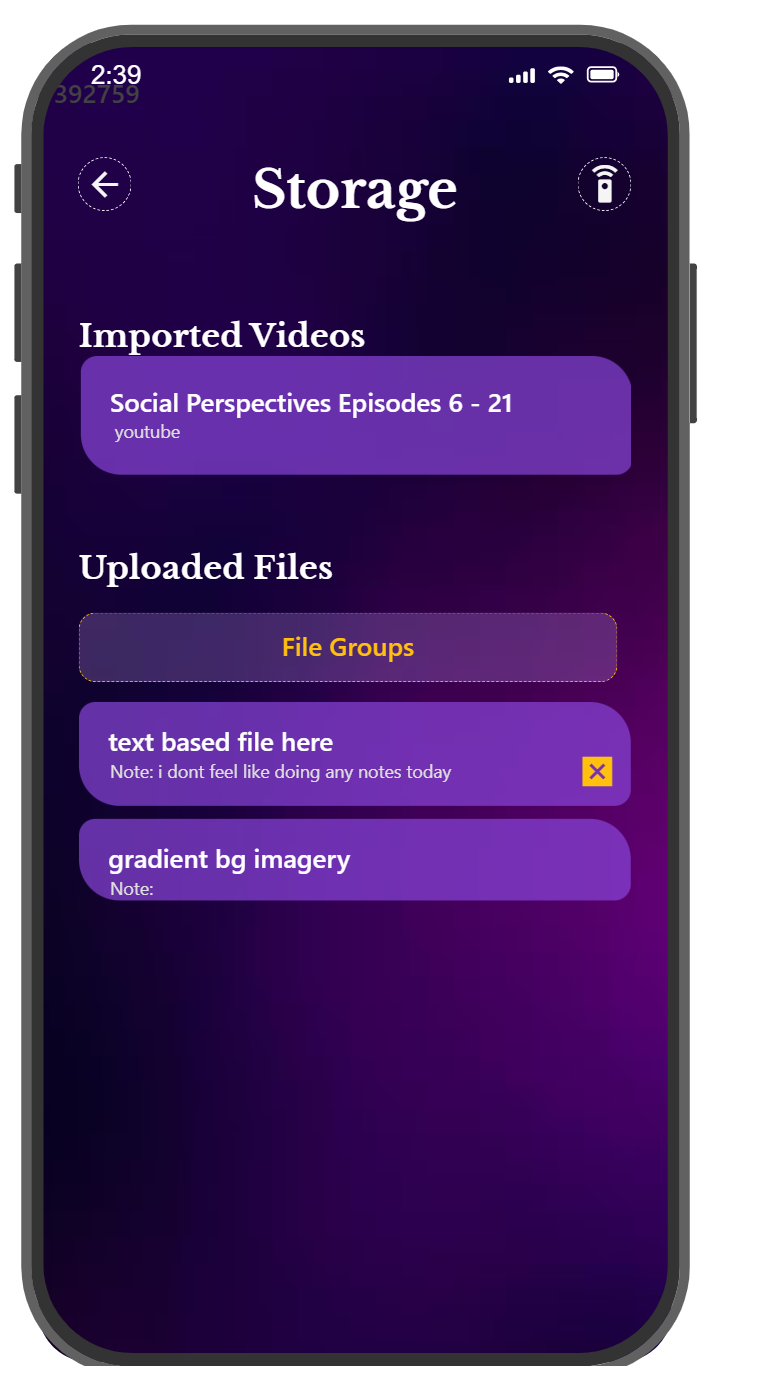 2:39
392759
Storage
Imported Videos
Social Perspectives Episodes 6 - 21
youtube
Uploaded Files
File Groups
text based file here
Note: i dont feel like doing any notes today
gradient bg imagery
Note: